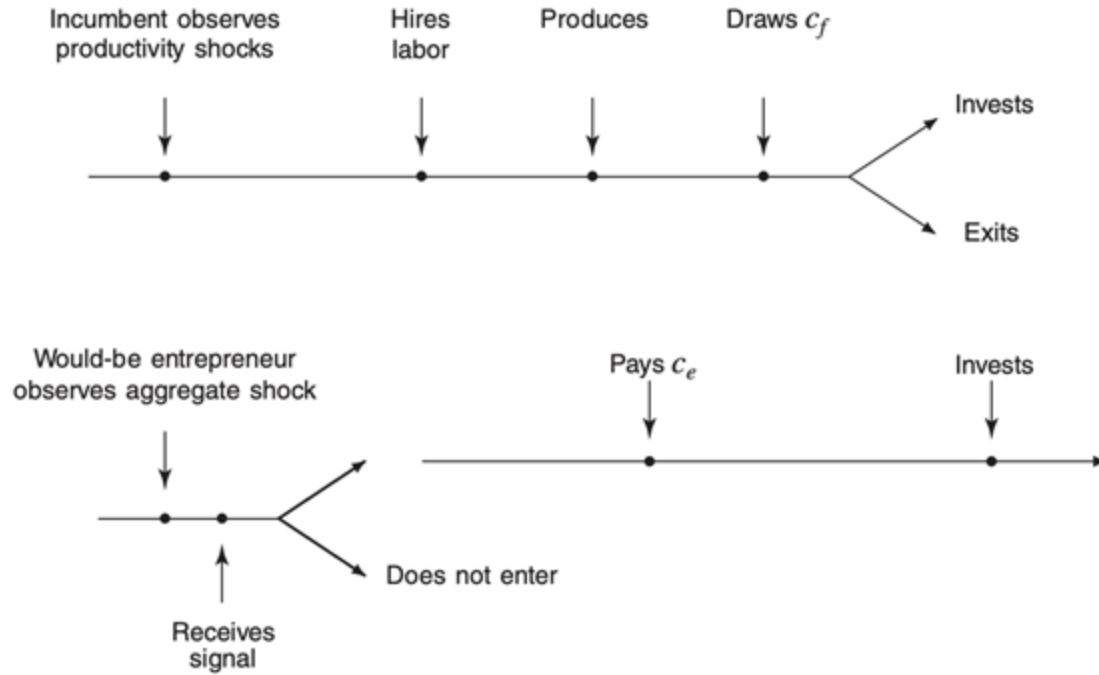 Incumbent observes
productivity shocks
Hires
labor
Produces
Draws c_f
Invests
Exits
Would-be entrepreneur
observes aggregate shock
Pays c_e
Invests
Does not enter
Receives
signal